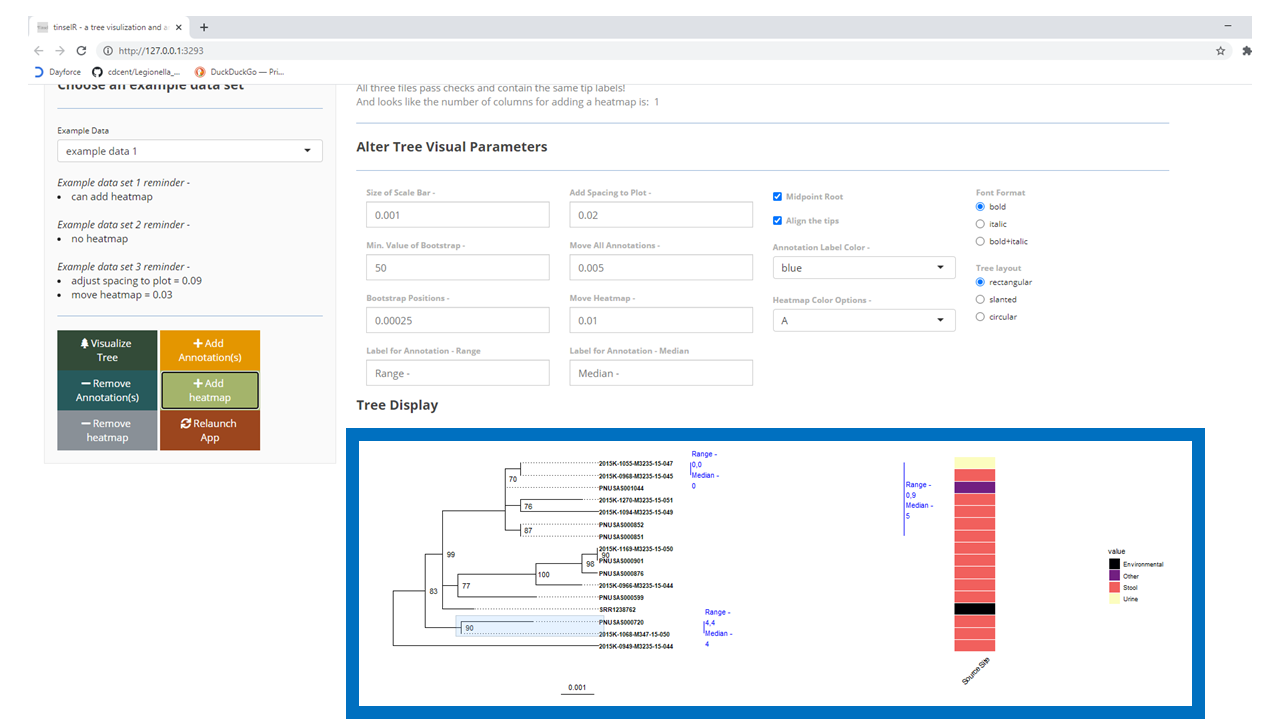 tinselR - a tree visulization and a
http://127.0.0.1:3293
Dayforce
cdcent/Legionella_...
DuckDuckGo — Pri...
Choose an example data set
Example Data
example data 1
Example data set 1 reminder -
can add heatmap
Example data set 2 reminder -
no heatmap
Example data set 3 reminder -
adjust spacing to plot = 0.09
move heatmap = 0.03
Visualize
Tree
Add
Annotation(s)
Remove
Annotation(s)
Add
heatmap
Remove
heatmap
Relaunch
App
All three files pass checks and contain the same tip labels!
And looks like the number of columns for adding a heatmap is: 1
Alter Tree Visual Parameters
Size of Scale Bar -
0.001
Min. Value of Bootstrap -
50
Bootstrap Positions -
0.00025
Label for Annotation - Range
Range -
Add Spacing to Plot -
0.02
Move All Annotations -
0.005
Move Heatmap -
0.01
Label for Annotation - Median
Median -
Midpoint Root
Align the tips
Annotation Label Color -
blue
Heatmap Color Options -
A
Font Format
bold
italic
bold+italic
Tree layout
rectangular
slanted
circular
Tree Display
2015K-1055-M3235-15-047
2015K-0968-M3235-15-045
PNUSAS001044
2015K-1270-M3235-15-051
2015K-1094-M3235-15-049
PNUSAS000852
PNUSAS000851
2015K-1169-M3235-15-050
PNUSAS000901
PNUSAS000876
2015K-0966-M3235-15-044
PNUSAS000599
SRR1238762
PNUSAS000720
2015K-1068-M347-15-050
2015K-0949-M3235-15-044
70
76
87
99
90
98
100
83
77
90
0.001
Range -
0,0
Median -
0
Range -
4,4
Median -
4
Range -
0,9
Median -
5
Source.Site
value
Environmental
Other
Stool
Urine